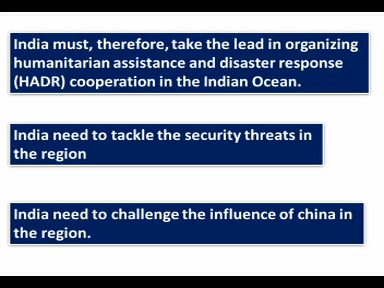 India must, therefore, take the lead in organizing
humanitarian assistance and disaster response
(HADR) cooperation in the Indian Ocean.
India need to tackle the security threats in
the region
India need to challenge the influence of china in
the region.